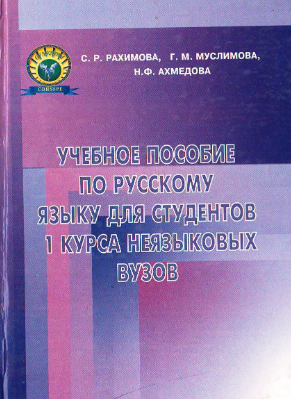 С. Р. РАХИМОВА, Г. М. МУСЛИМОВА,
Н.Ф. АХМЕДОВА
УЧЕБНОЕ ПОСОБИЕ
ПО РУССКОМУ
ЯЗЫКУ ДЛЯ СТУДЕНТОВ
1 КУРСА НЕЯЗЫКОВЫХ
ВУЗОВ